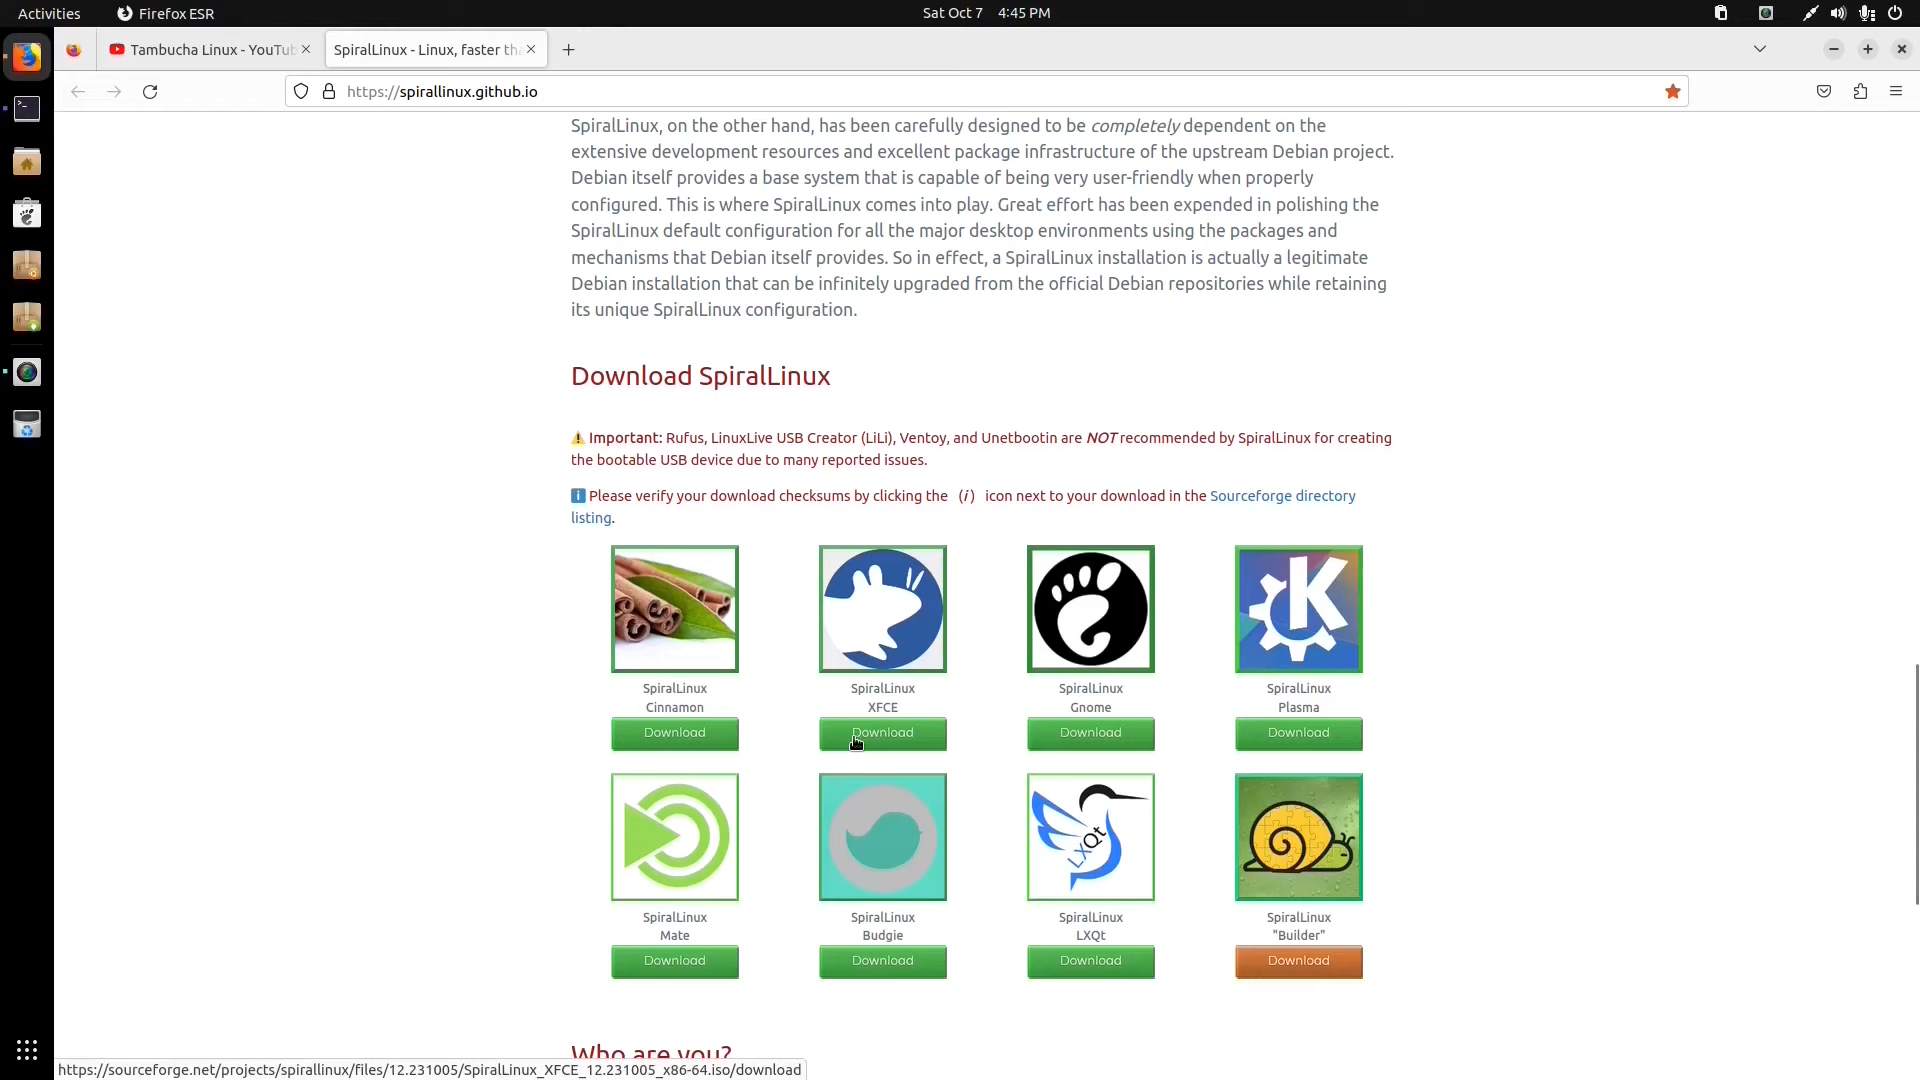 Activities
Firefox ESR
Sat Oct 7 4:45 PM
Tambucha Linux - YouTub
SpiralLinux - Linux, faster th
https://spirallinux.github.io
SpiralLinux, on the other hand, has been carefully designed to be completely dependent on the
extensive development resources and excellent package infrastructure of the upstream Debian project.
Debian itself provides a base system that is capable of being very user-friendly when properly
configured. This is where SpiralLinux comes into play. Great effort has been expended in polishing the
SpiralLinux default configuration for all the major desktop environments using the packages and
mechanisms that Debian itself provides. So in effect, a SpiralLinux installation is actually a legitimate
Debian installation that can be infinitely upgraded from the official Debian repositories while retaining
its unique SpiralLinux configuration.
Download SpiralLinux
⚠️ Important: Rufus, LinuxLive USB Creator (LiLi), Ventoy, and Unetbootin are NOT recommended by SpiralLinux for creating
the bootable USB device due to many reported issues.
ℹ️ Please verify your download checksums by clicking the (i) icon next to your download in the Sourceforge directory
listing.
SpiralLinux
Cinnamon
Download
SpiralLinux
XFCE
Download
SpiralLinux
Gnome
Download
SpiralLinux
Plasma
Download
SpiralLinux
Mate
Download
SpiralLinux
Budgie
Download
LXQt
SpiralLinux
LXQt
Download
SpiralLinux
"Builder"
Download
Who are you?
https://sourceforge.net/projects/spirallinux/files/12.231005/SpiralLinux_XFCE_12.231005_x86-64.iso/download